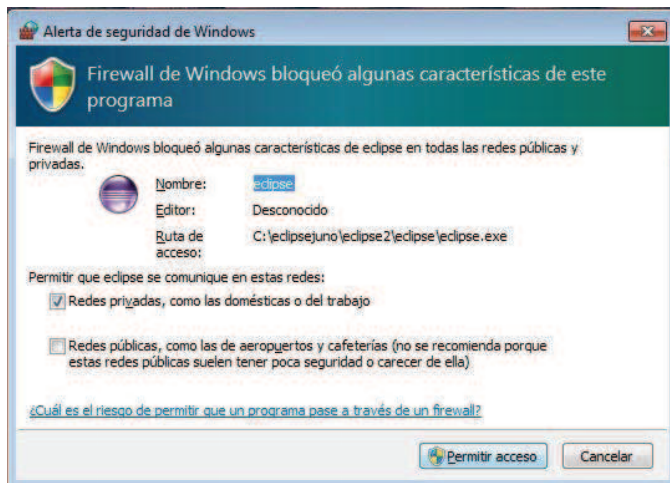 Alerta de seguridad de Windows
Firewall de Windows bloqueó algunas características de este
programa
Firewall de Windows bloqueó algunas características de eclipse en todas las redes públicas y
privadas.
Nombre: eclipse
Editor: Desconocido
Ruta de acceso: C:\eclipsejuno\eclipse2\eclipse\eclipse.exe
Permitir que eclipse se comunique en estas redes:
Redes privadas, como las domésticas o del trabajo
Redes públicas, como las de aeropuertos y cafeterías (no se recomienda porque
estas redes públicas suelen tener poca seguridad o carecer de ella)
¿Cuál es el riesgo de permitir que un programa pase a través de un firewall?
Permitir acceso Cancelar